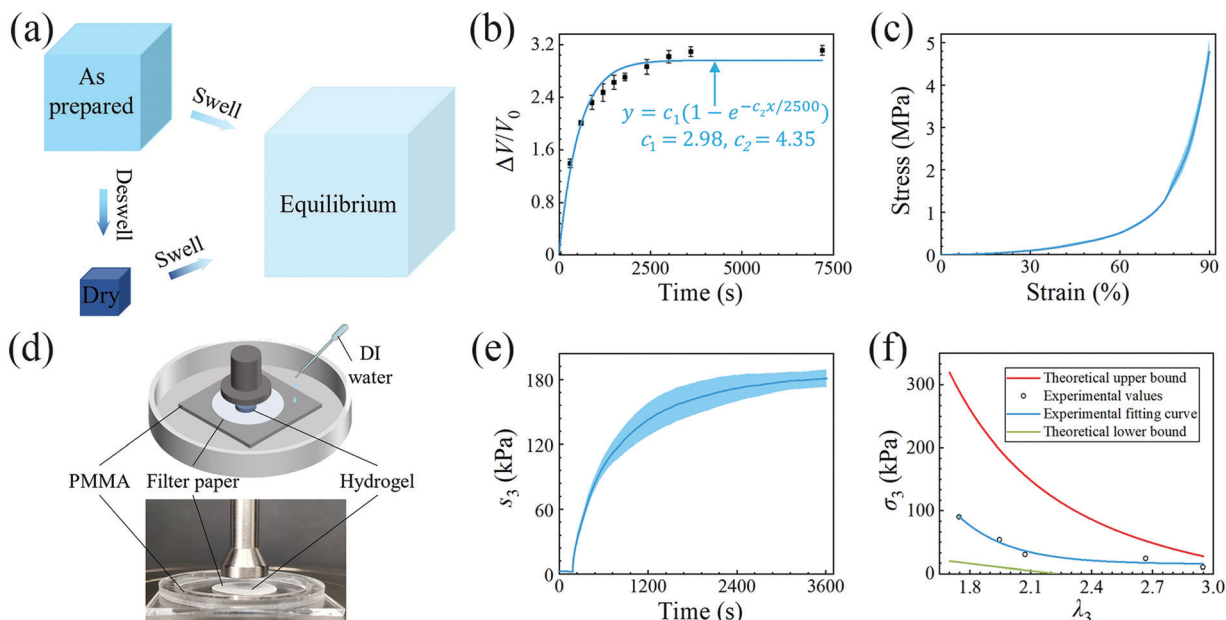 (a)
As
prepared
Swell
Deswell
Swell
Dry
Equilibrium
(b)
3.2
2.4
1.6
0.8
0
ΔV/V₀
y = c₁(1 − e^{−c₂x/2500})
c₁ = 2.98, c₂ = 4.35
0
2500
5000
7500
Time (s)
(c)
5
4
3
2
1
0
Stress (MPa)
0
30
60
90
Strain (%)
(d)
DI
water
PMMA
Filter paper
Hydrogel
(e)
180
120
60
0
s₃ (kPa)
0
1200
2400
3600
Time (s)
(f)
300
200
100
0
σ₃ (kPa)
Theoretical upper bound
Experimental values
Experimental fitting curve
Theoretical lower bound
1.8
2.1
2.4
2.7
3.0
λ₃